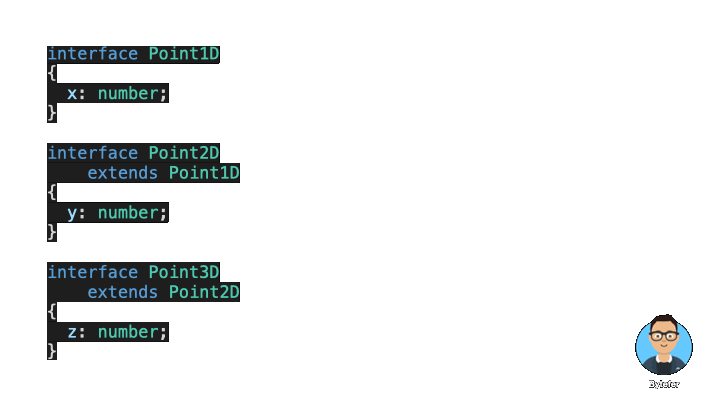 interface Point1D
{
  x: number;
}

interface Point2D
    extends Point1D
{
  y: number;
}

interface Point3D
    extends Point2D
{
  z: number;
}
Bytefer